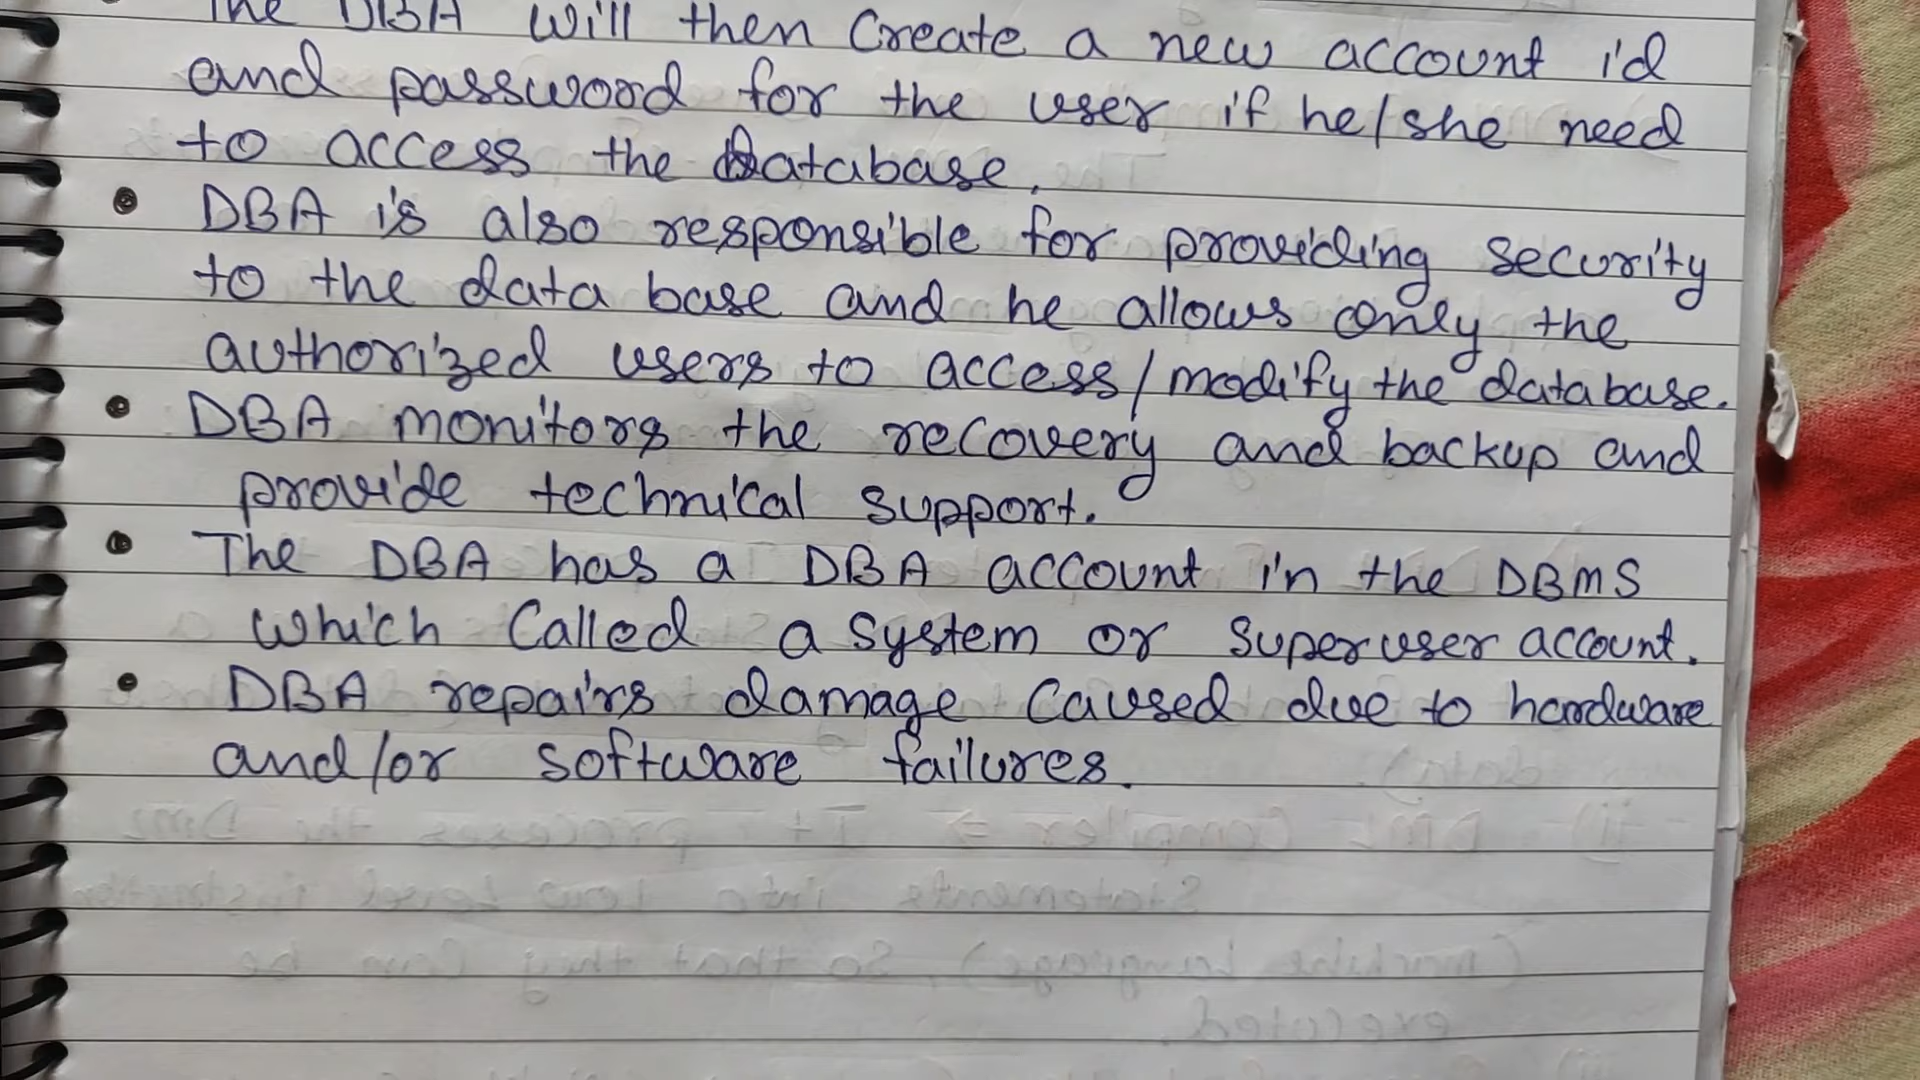 The DBA will then create a new account id
and password for the user if he/she need
to access the database.
• DBA is also responsible for providing security
to the data base and he allows only the
authorized users to access/modify the database.
• DBA monitors the recovery and backup and
provide technical support.
• The DBA has a DBA account in the DBMS
which called a system or superuser account.
• DBA repairs damage caused due to hardware
and/or software failures.